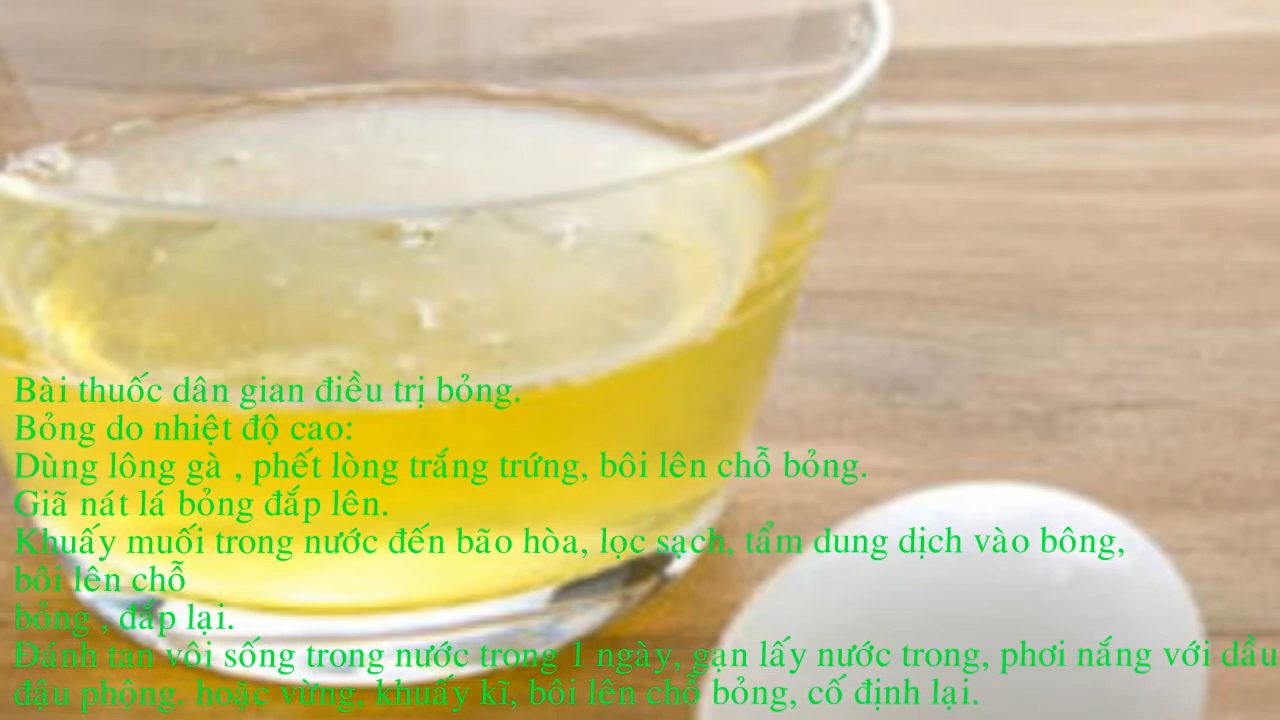 Bài thuốc dân gian điều trị bỏng.
Bỏng do nhiệt độ cao:
Dùng lông gà , phết lòng trắng trứng, bôi lên chỗ bỏng.
Giã nát lá bỏng đắp lên.
Khuấy muối trong nước đến bão hòa, lọc sạch, tẩm dung dịch vào bông,
bôi lên chỗ
bỏng , đắp lại.
Đánh tan vôi sống trong nước trong 1 ngày, gạn lấy nước trong, phơi nắng với dầu
đậu phộng. hoặc vừng, khuấy kĩ, bôi lên chỗ bỏng, cố định lại.